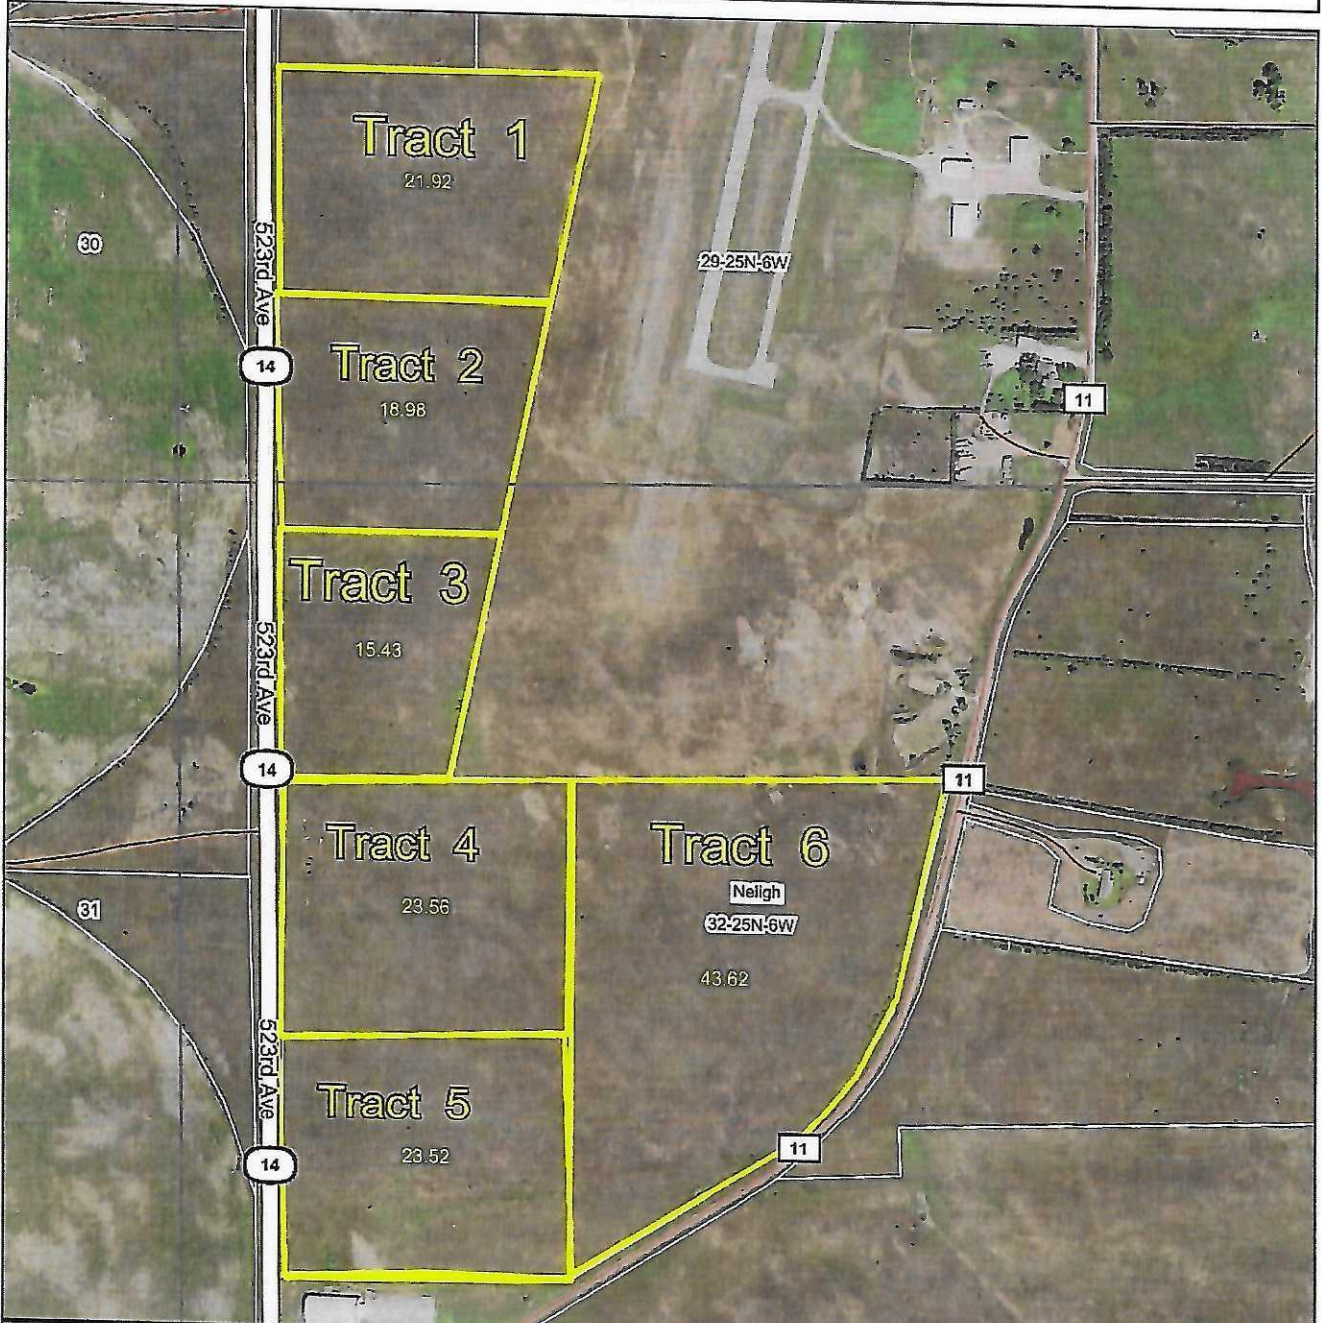 Tract 1
21.92
30
523rd Ave
29-25N-6W
14
Tract 2
18.98
11
Tract 3
15.43
523rd Ave
14
11
Tract 4
23.56
Tract 6
Neligh
32-25N-6W
43.62
31
523rd Ave
Tract 5
23.52
14
11